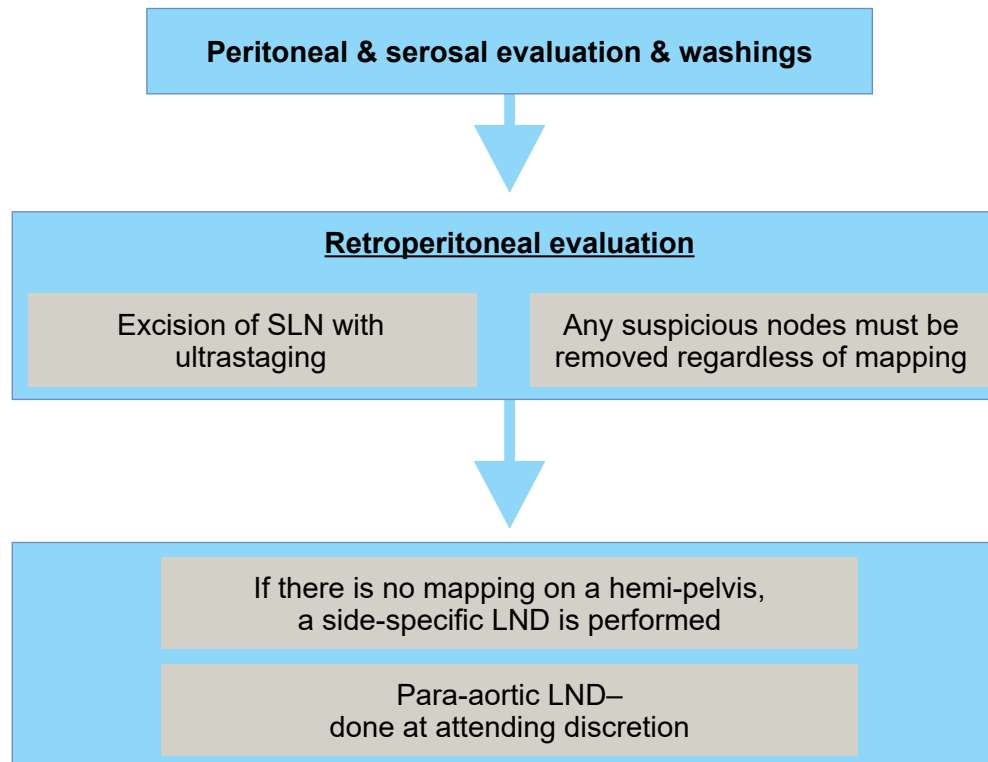 Peritoneal & serosal evaluation & washings
Retroperitoneal evaluation
Excision of SLN with
ultrastaging
Any suspicious nodes must be
removed regardless of mapping
If there is no mapping on a hemi-pelvis,
a side-specific LND is performed
Para-aortic LND–
done at attending discretion